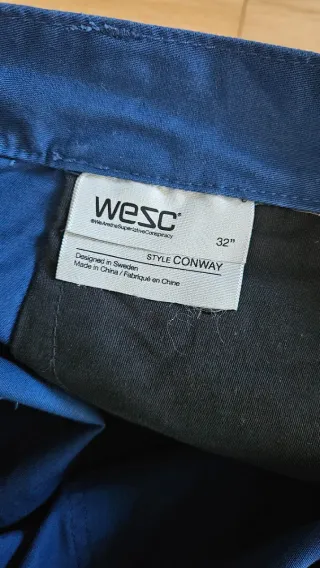 wesc®
®WeAretheSuperlativeConspiracy
32"
STYLE CONWAY
Designed in Sweden
Made in China / Fabriqué en Chine